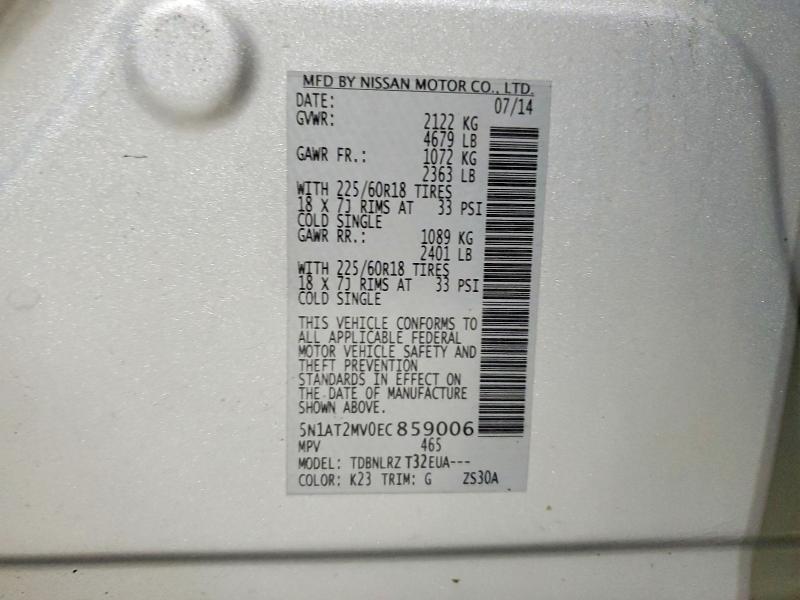 MFD BY NISSAN MOTOR CO., LTD.
DATE: 07/14
GVWR: 2122 KG
4679 LB
GAWR FR.: 1072 KG
2363 LB
WITH 225/60R18 TIRES
18 X 7J RIMS AT 33 PSI
COLD SINGLE
GAWR RR.: 1089 KG
2401 LB
WITH 225/60R18 TIRES
18 X 7J RIMS AT 33 PSI
COLD SINGLE
THIS VEHICLE CONFORMS TO
ALL APPLICABLE FEDERAL
MOTOR VEHICLE SAFETY AND
THEFT PREVENTION
STANDARDS IN EFFECT ON
THE DATE OF MANUFACTURE
SHOWN ABOVE.
5N1AT2MV0EC859006
MPV 465
MODEL: TDBNLRZ T32EUA---
COLOR: K23 TRIM: G ZS30A